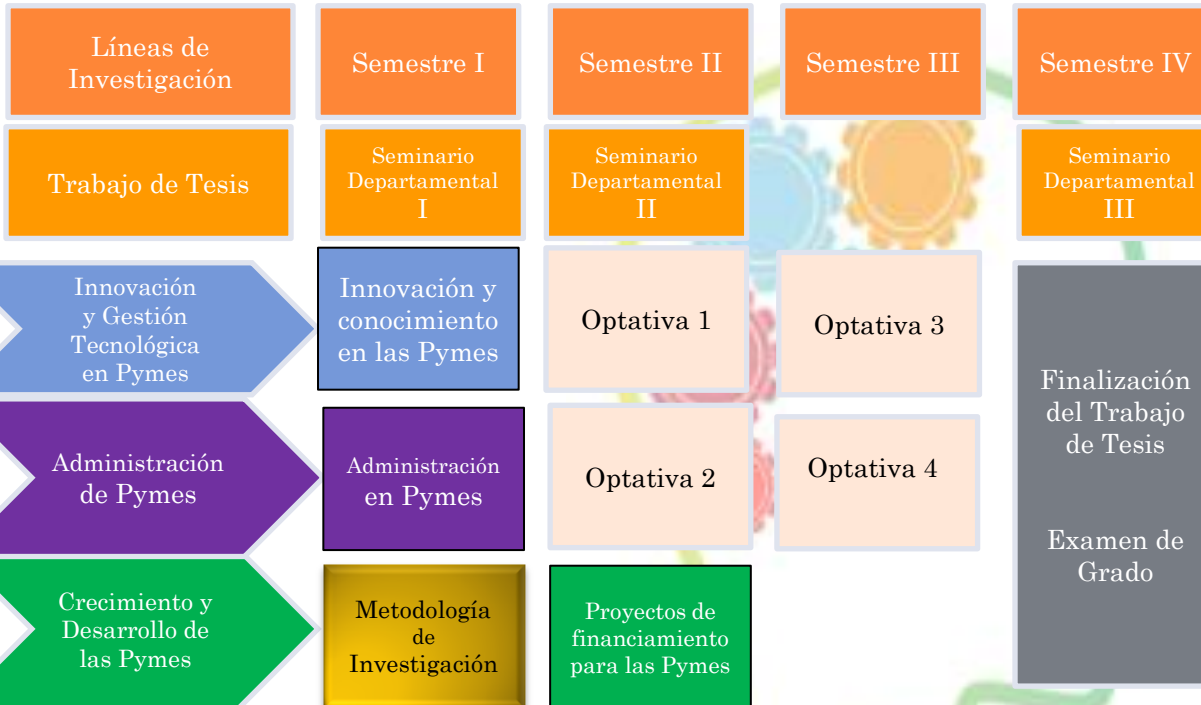 Líneas de
Investigación
Semestre I
Semestre II
Semestre III
Semestre IV
Trabajo de Tesis
Seminario
Departamental
I
Seminario
Departamental
II
Seminario
Departamental
III
Innovación
y Gestión
Tecnológica
en Pymes
Innovación y
conocimiento
en las Pymes
Optativa 1
Optativa 3
Finalización
del Trabajo
de Tesis
Examen de
Grado
Administración
de Pymes
Administración
en Pymes
Optativa 2
Optativa 4
Crecimiento y
Desarrollo de
las Pymes
Metodología
de
Investigación
Proyectos de
financiamiento
para las Pymes